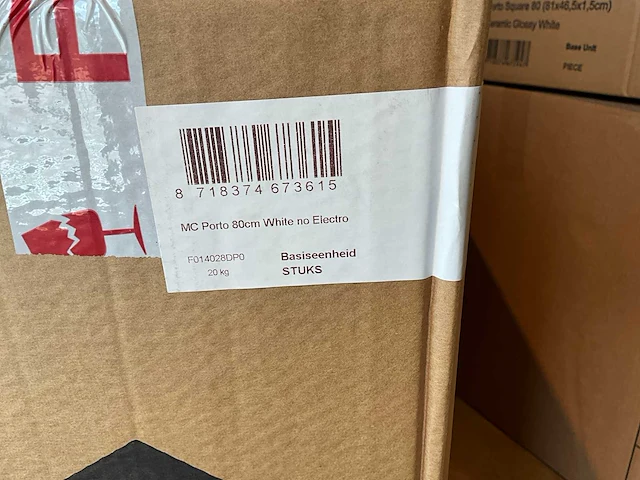 8 718374 673615
MC Porto 80cm White no Electro
F014028DP0
20 kg
Basiseenheid
STUKS
Square 80 (81x46,5x1,5cm)
Glossy White
Base Unit
PIECE